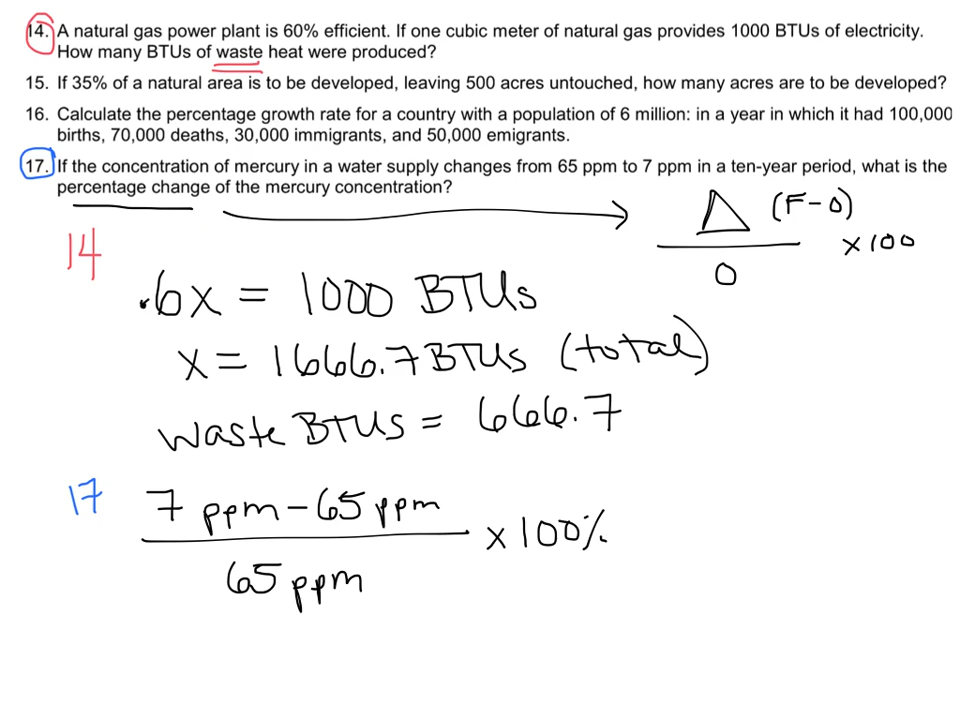 14. A natural gas power plant is 60% efficient. If one cubic meter of natural gas provides 1000 BTUs of electricity.
How many BTUs of waste heat were produced?
15. If 35% of a natural area is to be developed, leaving 500 acres untouched, how many acres are to be developed?
16. Calculate the percentage growth rate for a country with a population of 6 million: in a year in which it had 100,000
births, 70,000 deaths, 30,000 immigrants, and 50,000 emigrants.
17. If the concentration of mercury in a water supply changes from 65 ppm to 7 ppm in a ten-year period, what is the
percentage change of the mercury concentration?
Δ (F-O)
x100
O
14
.6x = 1000 BTUs
x = 1666.7 BTUs (total)
waste BTUs = 666.7
17
7 ppm - 65 ppm
x 100%
65 ppm